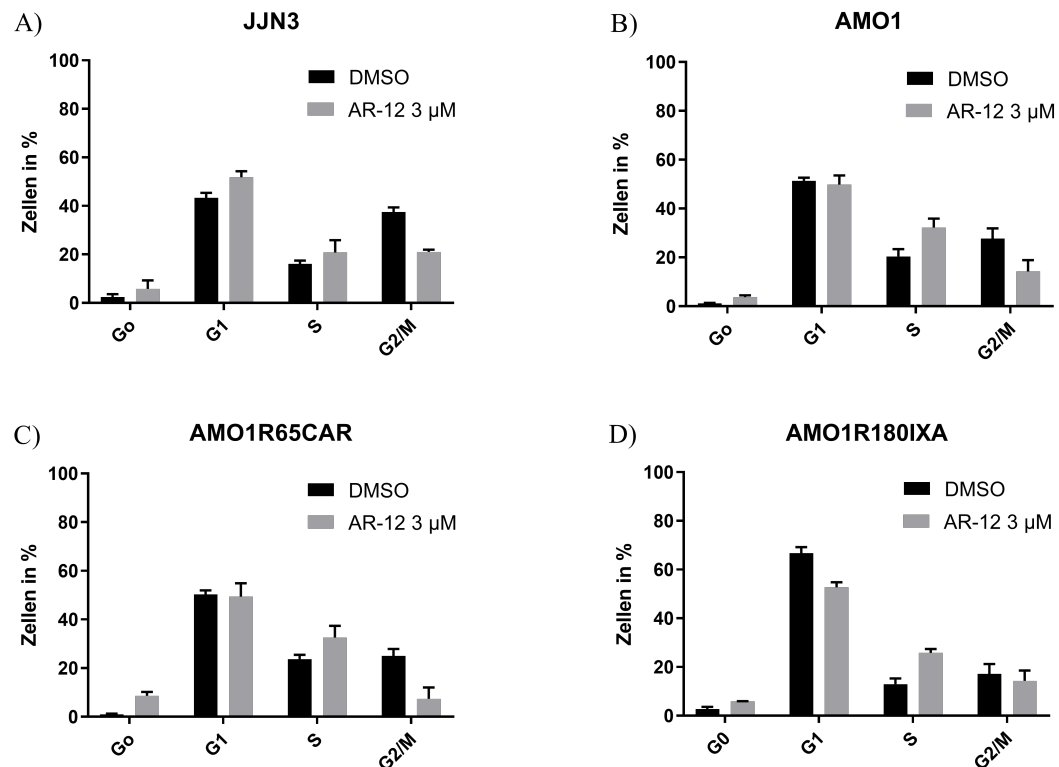 A)
JJN3
100
80
60
40
20
0
Zellen in %
DMSO
AR-12 3 µM
Go
G1
S
G2/M
B)
AMO1
100
80
60
40
20
0
Zellen in %
DMSO
AR-12 3 µM
Go
G1
S
G2/M
C)
AMO1R65CAR
100
80
60
40
20
0
Zellen in %
DMSO
AR-12 3 µM
Go
G1
S
G2/M
D)
AMO1R180IXA
100
80
60
40
20
0
Zellen in %
DMSO
AR-12 3 µM
G0
G1
S
G2/M